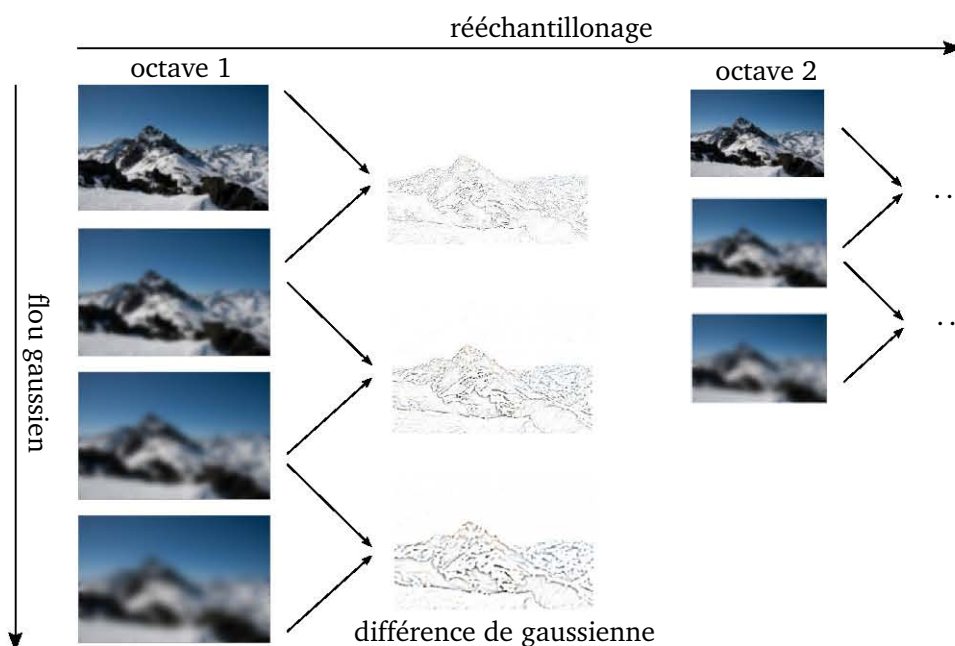 rééchantillonage
octave 1
octave 2
flou gaussien
. .
. .
différence de gaussienne